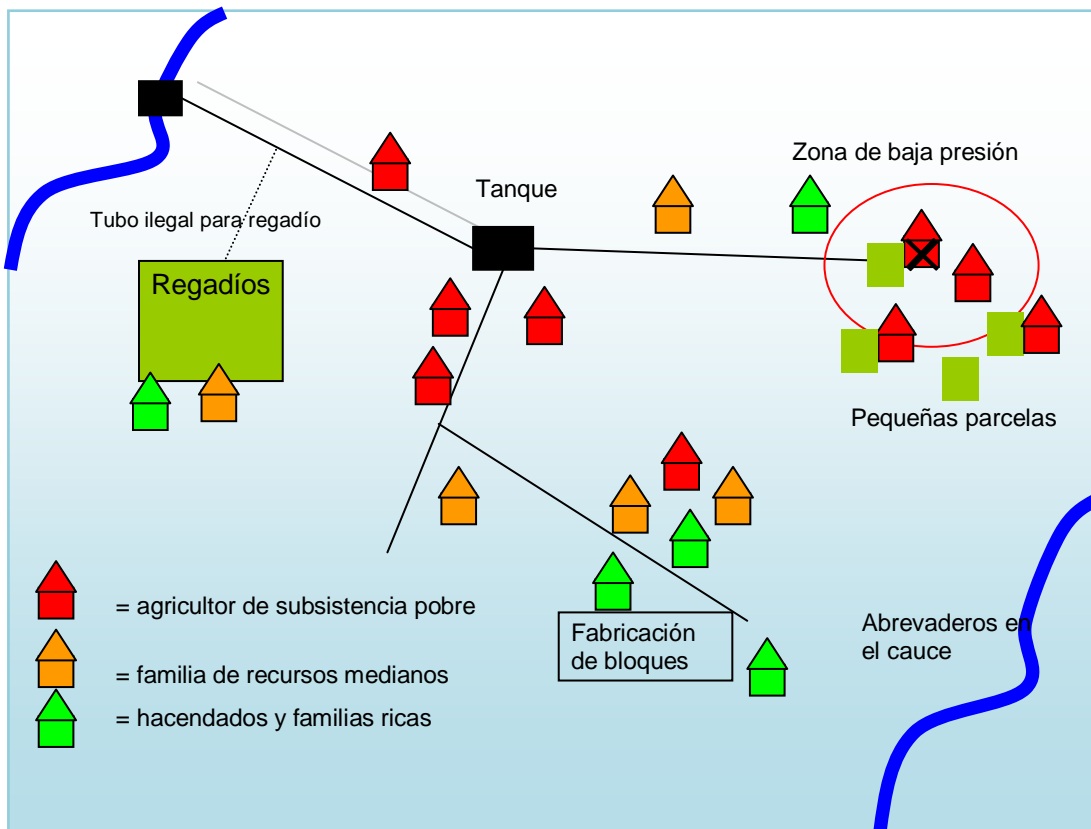 Zona de baja presión
Tanque
Tubo ilegal para regadío
Regadíos
Pequeñas parcelas
= agricultor de subsistencia pobre
Fabricación
de bloques
Abrevaderos en
el cauce
= familia de recursos medianos
= hacendados y familias ricas